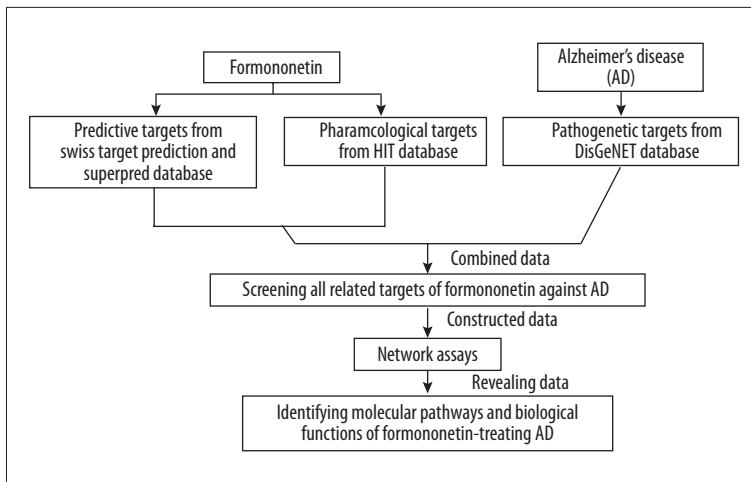 Formononetin
Alzheimer's disease
(AD)
Predictive targets from
swiss target prediction and
superpred database
Pharamcological targets
from HIT database
Pathogenetic targets from
DisGeNET database
Combined data
Screening all related targets of formononetin against AD
Constructed data
Network assays
Revealing data
Identifying molecular pathways and biological
functions of formononetin-treating AD